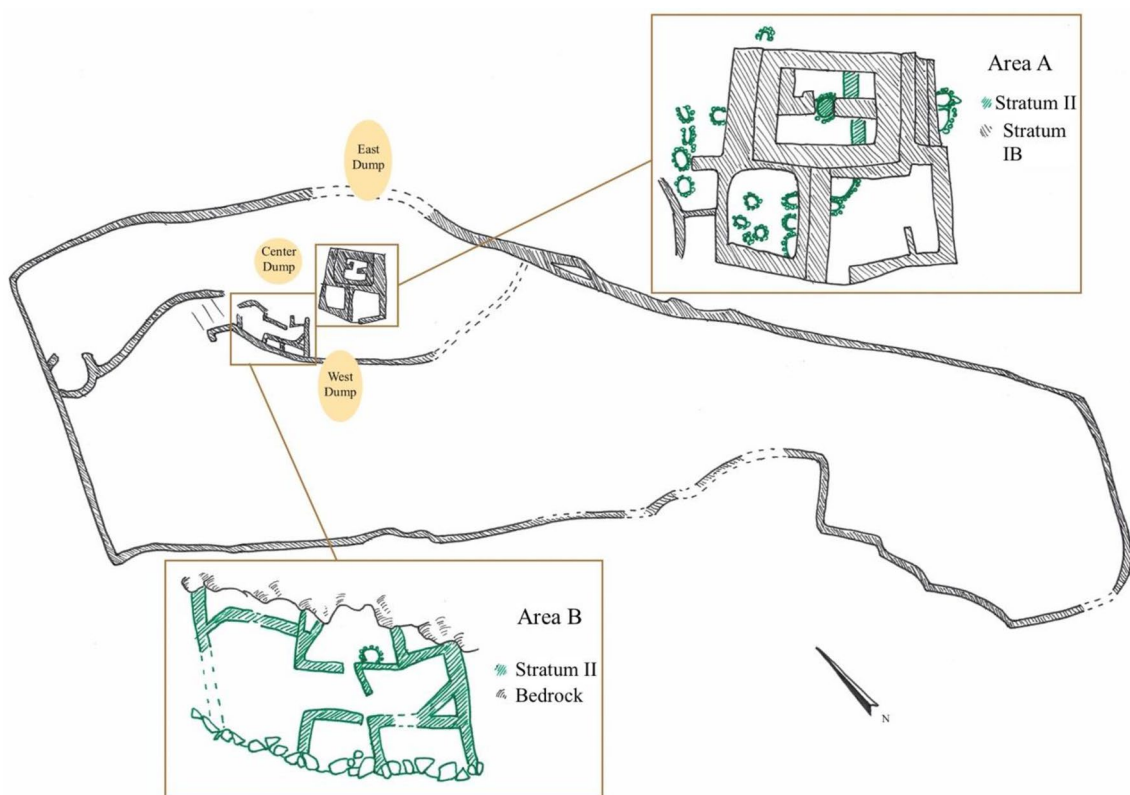 East
Dump
Center
Dump
West
Dump
Area A
Stratum II
Stratum
IB
Area B
Stratum II
Bedrock
N